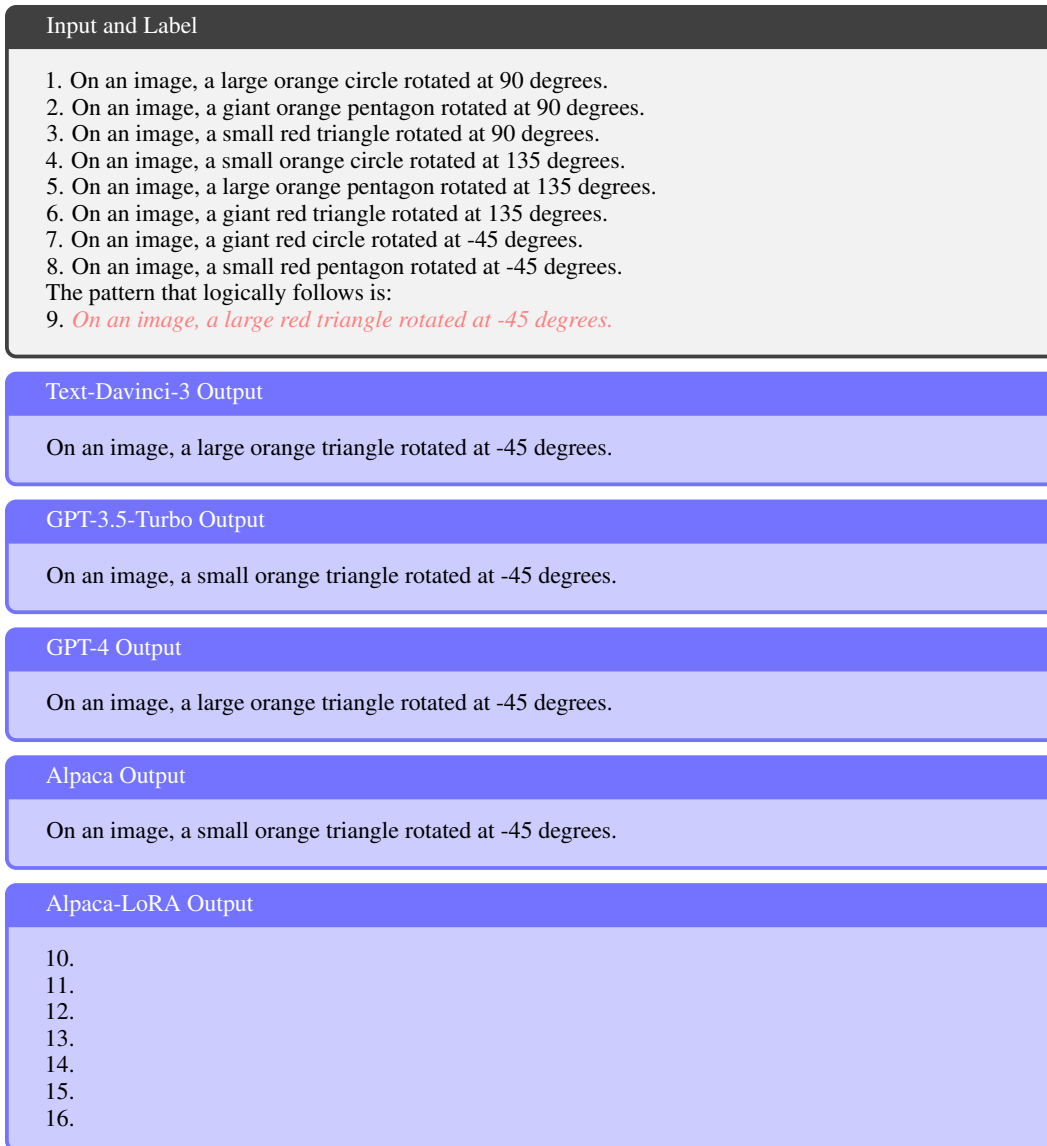 Input and Label
1. On an image, a large orange circle rotated at 90 degrees.
2. On an image, a giant orange pentagon rotated at 90 degrees.
3. On an image, a small red triangle rotated at 90 degrees.
4. On an image, a small orange circle rotated at 135 degrees.
5. On an image, a large orange pentagon rotated at 135 degrees.
6. On an image, a giant red triangle rotated at 135 degrees.
7. On an image, a giant red circle rotated at -45 degrees.
8. On an image, a small red pentagon rotated at -45 degrees.
The pattern that logically follows is:
9. On an image, a large red triangle rotated at -45 degrees.
Text-Davinci-3 Output
On an image, a large orange triangle rotated at -45 degrees.
GPT-3.5-Turbo Output
On an image, a small orange triangle rotated at -45 degrees.
GPT-4 Output
On an image, a large orange triangle rotated at -45 degrees.
Alpaca Output
On an image, a small orange triangle rotated at -45 degrees.
Alpaca-LoRA Output
10.
11.
12.
13.
14.
15.
16.